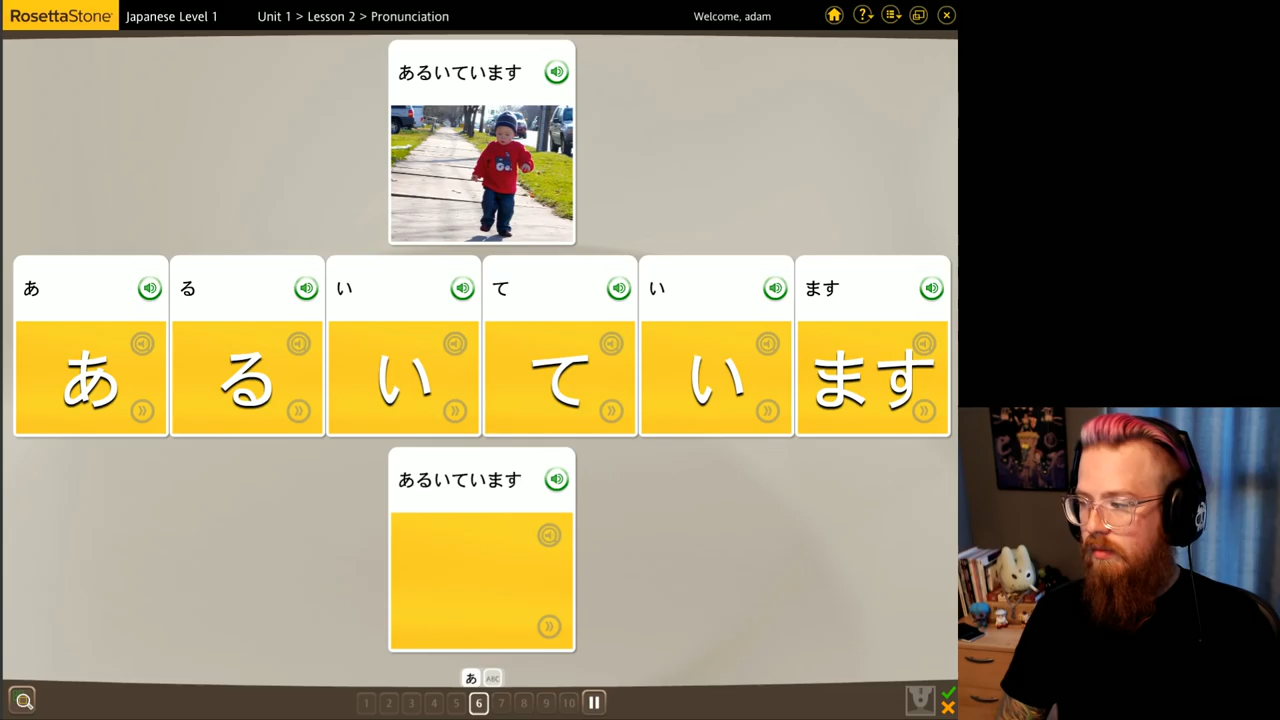 RosettaStone
Japanese Level 1
Unit 1 > Lesson 2 > Pronunciation
Welcome, adam
あるいています
あ
る
い
て
い
ます
あ
る
い
て
い
ます
あるいています
あ ABC
1 2 3 4 5 6 7 8 9 10